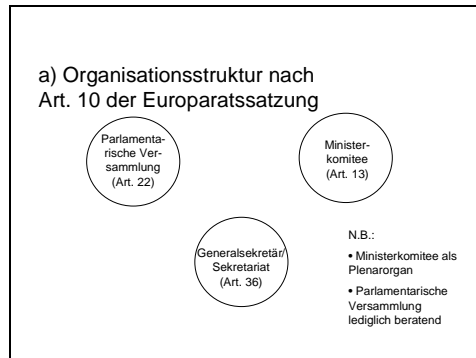 a) Organisationsstruktur nach
Art. 10 der Europaratssatzung
Parlamenta-
rische Ver-
sammlung
(Art. 22)
Minister-
komitee
(Art. 13)
Generalsekretär/
Sekretariat
(Art. 36)
N.B.:
• Ministerkomitee als
Plenarorgan
• Parlamentarische
Versammlung
lediglich beratend